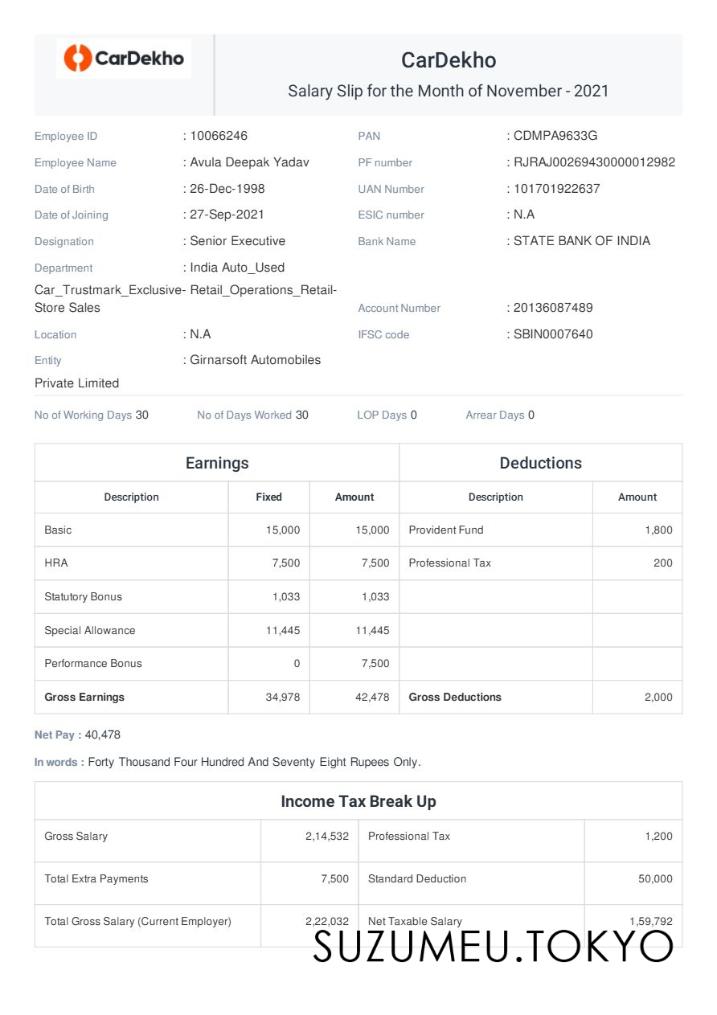 CarDekho
CarDekho
Salary Slip for the Month of November - 2021
Employee ID : 10066246 PAN : CDMPA9633G
Employee Name : Avula Deepak Yadav PF number : RJRAJ00269430000012982
Date of Birth : 26-Dec-1998 UAN Number : 101701922637
Date of Joining : 27-Sep-2021 ESIC number : N.A
Designation : Senior Executive Bank Name : STATE BANK OF INDIA
Department : India Auto_Used
Car_Trustmark_Exclusive- Retail_Operations_Retail-
Store Sales Account Number : 20136087489
Location : N.A IFSC code : SBIN0007640
Entity : Girnarsoft Automobiles
Private Limited
No of Working Days 30 No of Days Worked 30 LOP Days 0 Arrear Days 0
Earnings Deductions
Description Fixed Amount Description Amount
Basic 15,000 15,000 Provident Fund 1,800
HRA 7,500 7,500 Professional Tax 200
Statutory Bonus 1,033 1,033
Special Allowance 11,445 11,445
Performance Bonus 0 7,500
Gross Earnings 34,978 42,478 Gross Deductions 2,000
Net Pay : 40,478
In words : Forty Thousand Four Hundred And Seventy Eight Rupees Only.
Income Tax Break Up
Gross Salary 2,14,532 Professional Tax 1,200
Total Extra Payments 7,500 Standard Deduction 50,000
Total Gross Salary (Current Employer) 2,22,032 Net Taxable Salary 1,59,792
SUZUMEU.TOKYO